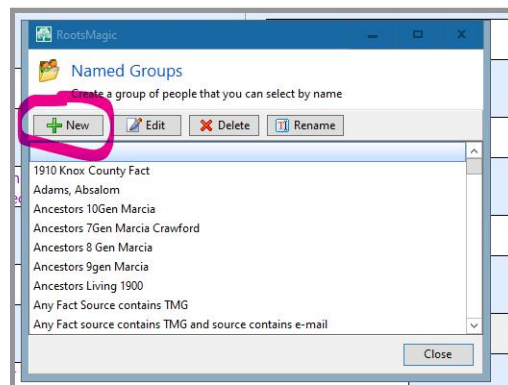 RootsMagic
Named Groups
Create a group of people that you can select by name
New Edit Delete Rename
1910 Knox County Fact
Adams, Absalom
Ancestors 10Gen Marcia
Ancestors 7Gen Marcia Crawford
Ancestors 8 Gen Marcia
Ancestors 9gen Marcia
Ancestors Living 1900
Any Fact Source contains TMG
Any Fact source contains TMG and source contains e-mail
Close